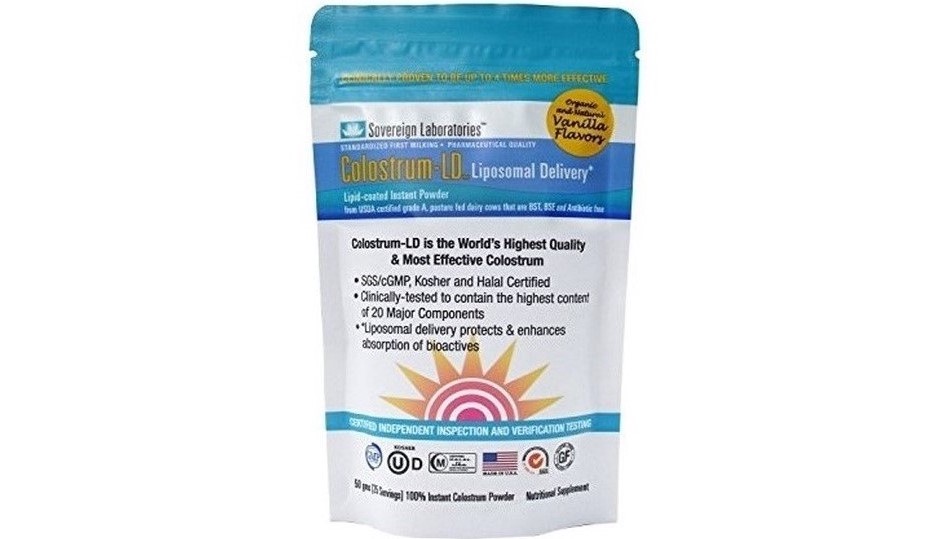 CLINICALLY PROVEN TO BE UP TO 4 TIMES MORE EFFECTIVE
Organic
and Natural
Vanilla
Flavors
Sovereign Laboratories™
STANDARDIZED FIRST MILKING • PHARMACEUTICAL QUALITY
Colostrum-LD Liposomal Delivery*
Lipid-coated Instant Powder
from USDA certified grade A, pasture fed dairy cows that are BST, BSE and Antibiotic free
Colostrum-LD is the World's Highest Quality
& Most Effective Colostrum
• SGS/cGMP, Kosher and Halal Certified
• Clinically-tested to contain the highest content
of 20 Major Components
• *Liposomal delivery protects & enhances
absorption of bioactives
CERTIFIED INDEPENDENT INSPECTION AND VERIFICATION TESTING
KOSHER
GMP
U D
M
MADE IN U.S.A.
GF
50 gms (25 Servings) 100% Instant Colostrum Powder Nutritional Supplement